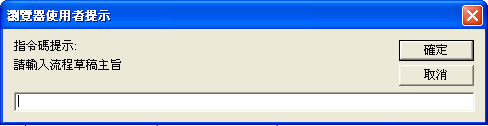 瀏覽器使用者提示
指令碼提示:
請輸入流程草稿主旨
確定
取消